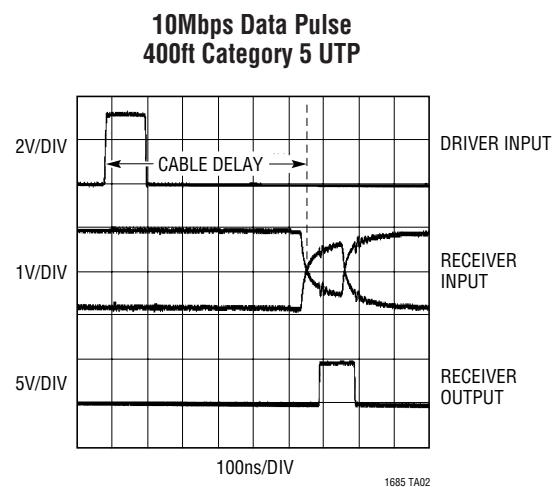 10Mbps Data Pulse
400ft Category 5 UTP
2V/DIV
CABLE DELAY
DRIVER INPUT
1V/DIV
RECEIVER
INPUT
5V/DIV
RECEIVER
OUTPUT
100ns/DIV
1685 TA02